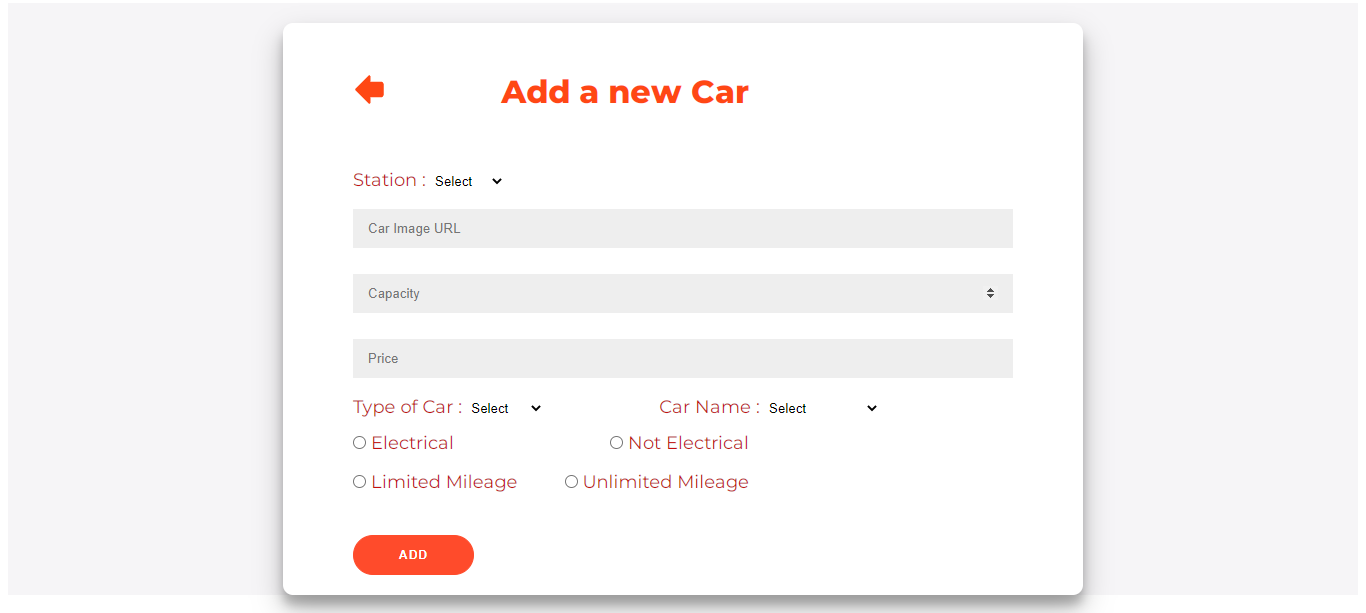 Add a new Car
Station : Select
Car Image URL
Capacity
Price
Type of Car : Select Car Name : Select
Electrical Not Electrical
Limited Mileage Unlimited Mileage
ADD